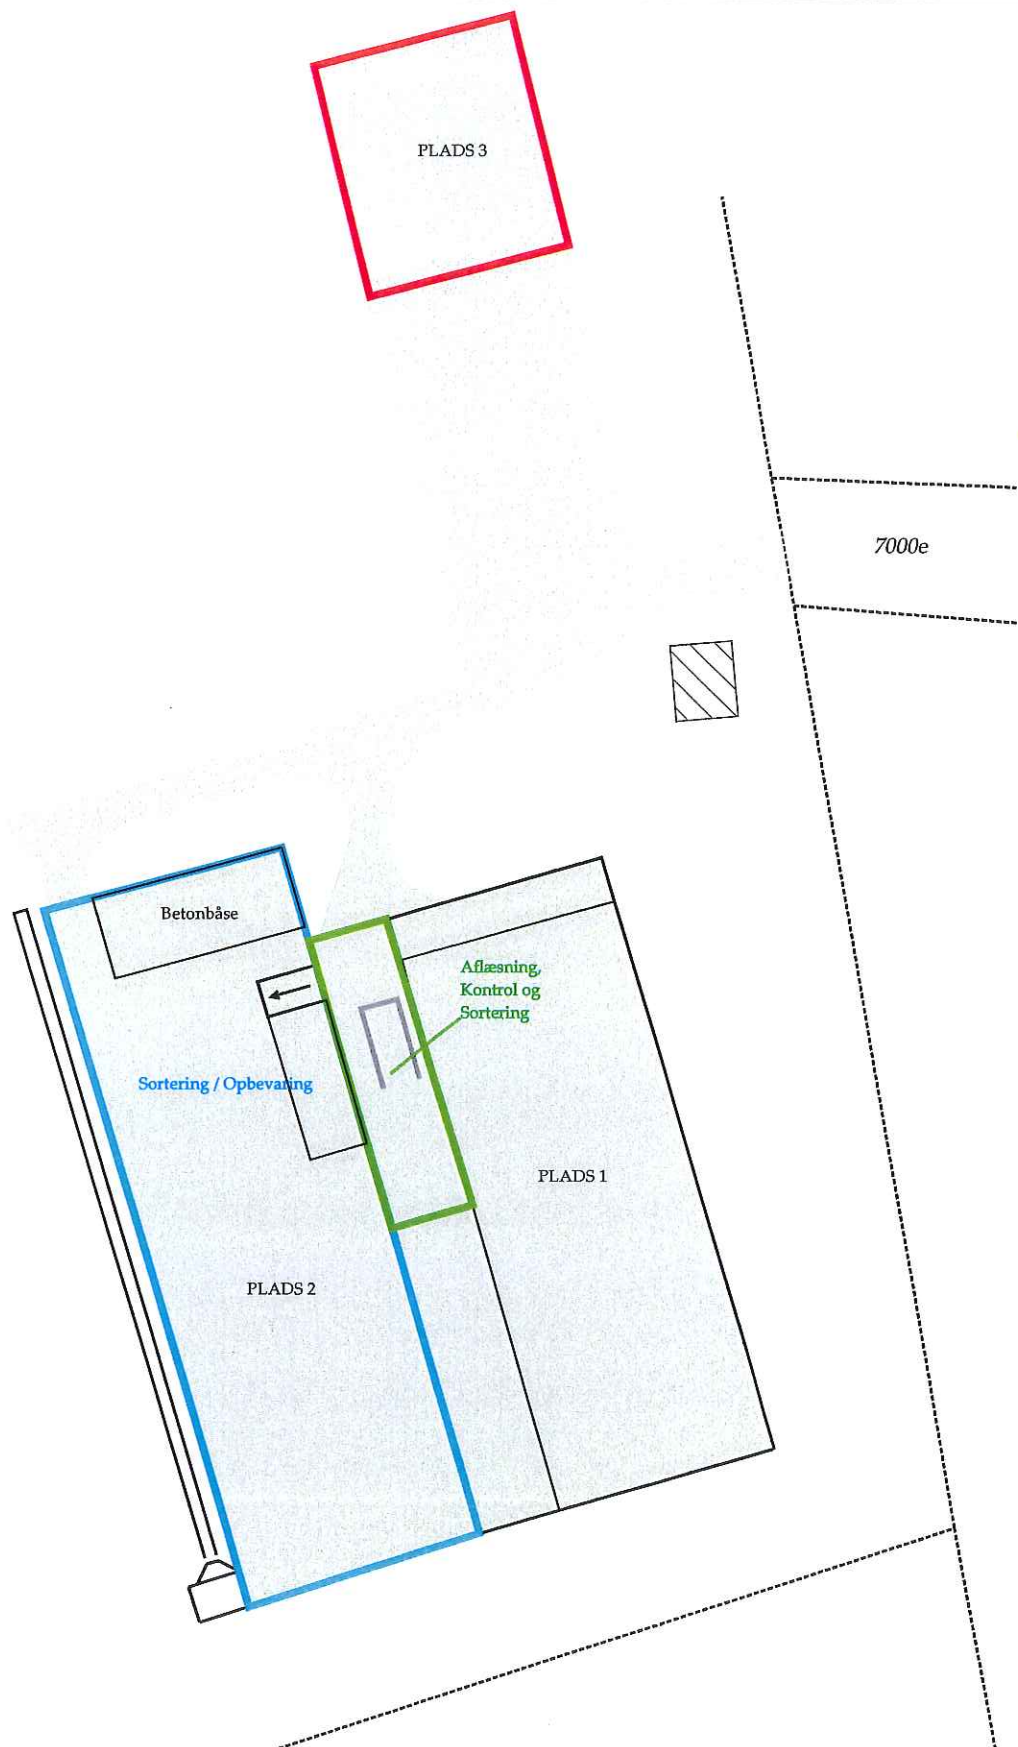 PLADS 3
7000e
Betonbåse
Aflæsning,
Kontrol og
Sortering
Sortering / Opbevaring
PLADS 1
PLADS 2